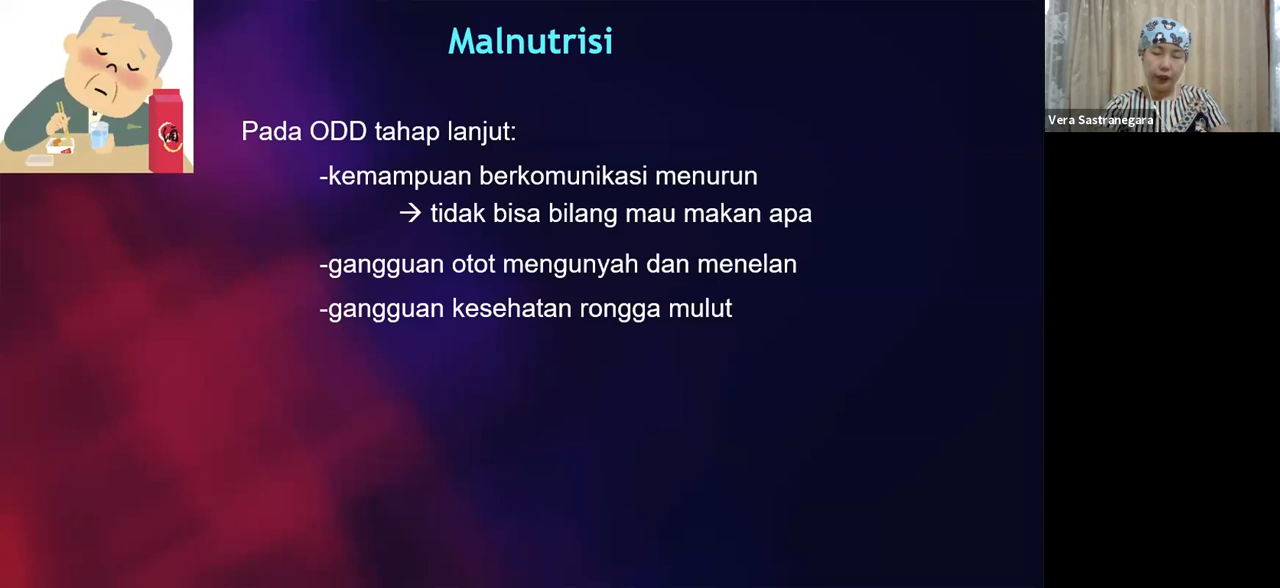 Malnutrisi
Pada ODD tahap lanjut:
-kemampuan berkomunikasi menurun
→ tidak bisa bilang mau makan apa
-gangguan otot mengunyah dan menelan
-gangguan kesehatan rongga mulut
Vera Sastranegara